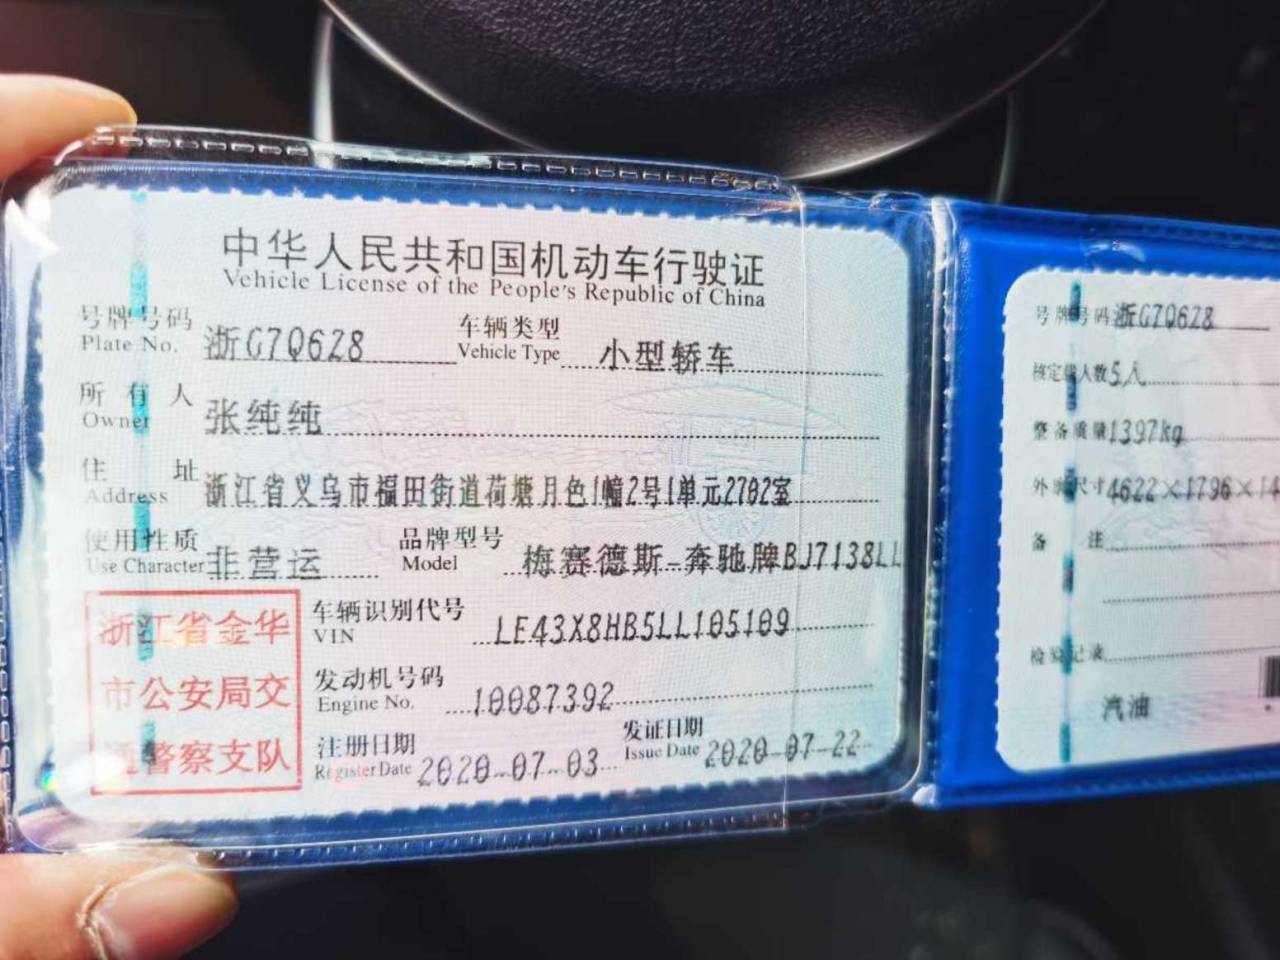 中华人民共和国机动车行驶证
Vehicle License of the People's Republic of China
号牌号码 浙G7Q628 车辆类型 小型轿车
Plate No. Vehicle Type
所有人 张纯纯
Owner
住址 浙江省义乌市福田街道荷塘月色1幢2号1单元2702室
Address
使用性质 非营运 品牌型号 梅赛德斯-奔驰牌BJ7138LL
Use Character Model
浙江省金华
市公安局交
通警察支队
车辆识别代号 LE43X8HB5LL105109
VIN
发动机号码 10087392
Engine No.
注册日期 2020-07-03 发证日期 2020-07-22
Register Date Issue Date
号牌号码 浙G7Q628
核定载人数 5人
整备质量 1397kg
外廓尺寸 4622×1796×14
备注
检验记录
汽油